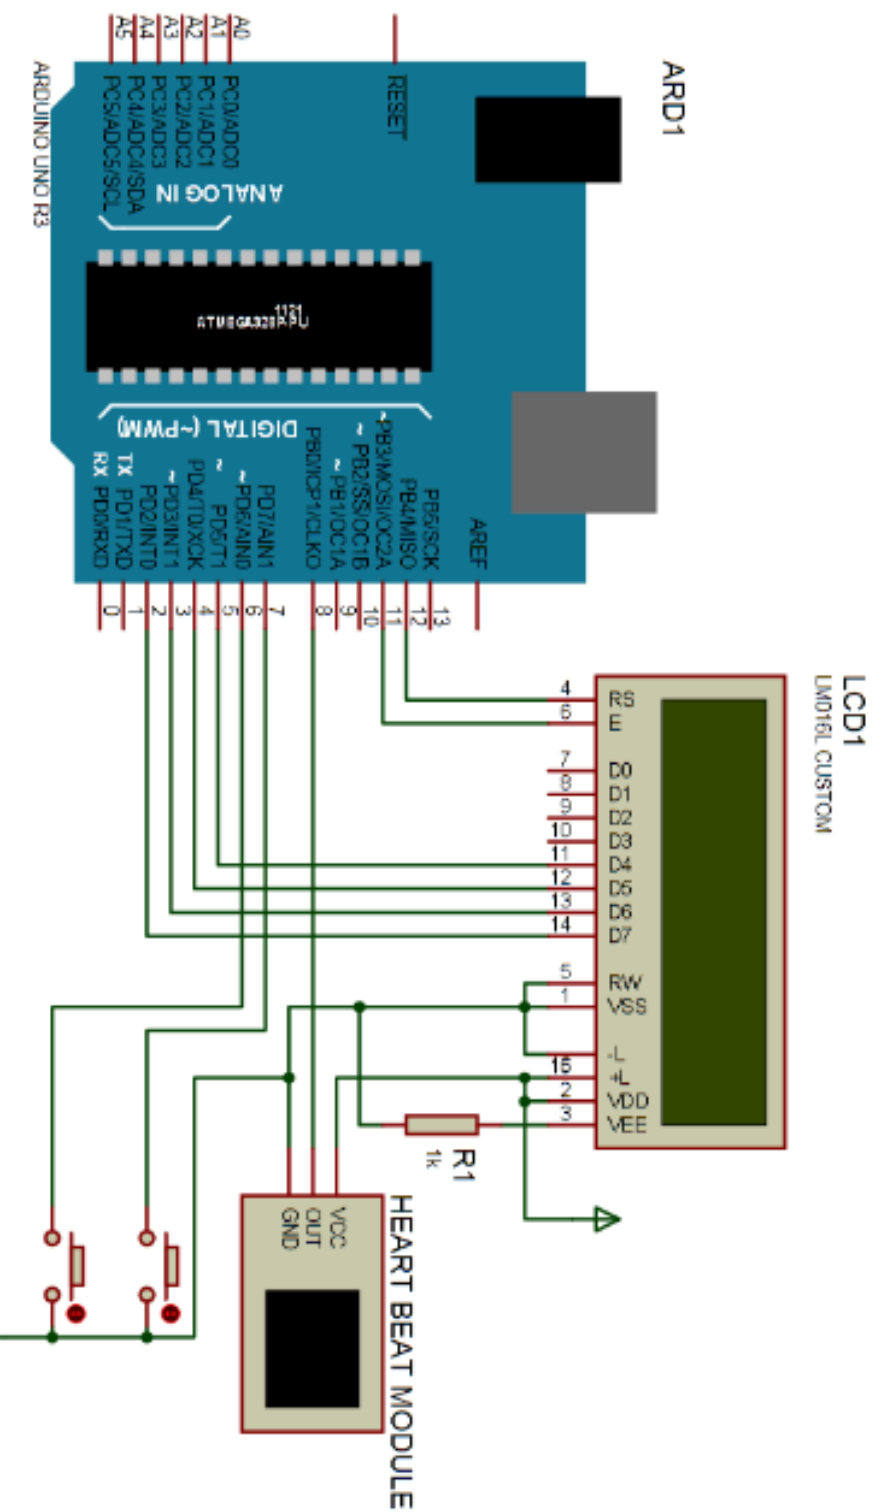 ARD1
ARDUINO UNO R3
RESET
A0
A1
A2
A3
A4
A5
PC0/ADC0
PC1/ADC1
PC2/ADC2
PC3/ADC3
PC4/ADC4/SDA
PC5/ADC5/SCL
ANALOG IN
1121
DIGITAL (~PWM)
AREF
PB5/SCK
PB4/MISO
~PB3/MOSI/OC2A
~ PB2/SS/OC1B
~ PB1/OC1A
PB0/ICP1/CLKO
PD7/AIN1
~ PD6/AIN0
~ PD5/T1
PD4/T0/XCK
~PD3/INT1
PD2/INT0
TX PD1/TXD
RX PD0/RXD
13
12
11
10
9
8
7
6
5
4
3
2
1
0
LCD1
LM016L CUSTOM
4 RS
6 E
7 D0
8 D1
9 D2
10 D3
11 D4
12 D5
13 D6
14 D7
5 RW
1 VSS
-L
16 +L
2 VDD
3 VEE
R1
1k
HEART BEAT MODULE
VCC
OUT
GND